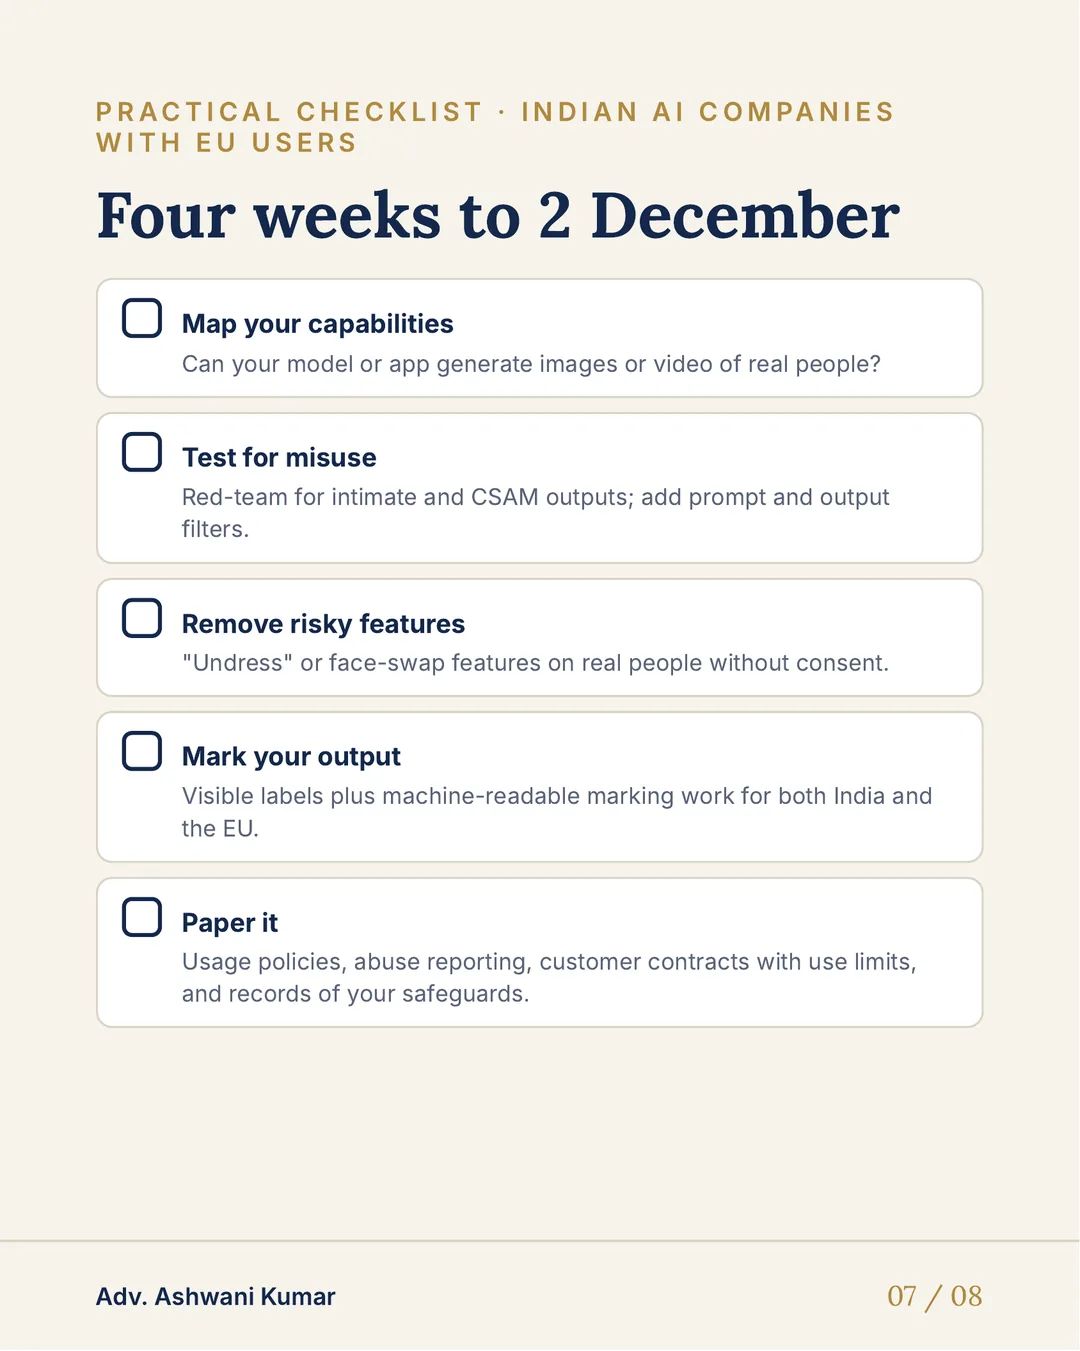 PRACTICAL CHECKLIST · INDIAN AI COMPANIES
WITH EU USERS
Four weeks to 2 December
Map your capabilities
Can your model or app generate images or video of real people?
Test for misuse
Red-team for intimate and CSAM outputs; add prompt and output
filters.
Remove risky features
"Undress" or face-swap features on real people without consent.
Mark your output
Visible labels plus machine-readable marking work for both India and
the EU.
Paper it
Usage policies, abuse reporting, customer contracts with use limits,
and records of your safeguards.
Adv. Ashwani Kumar
07 / 08